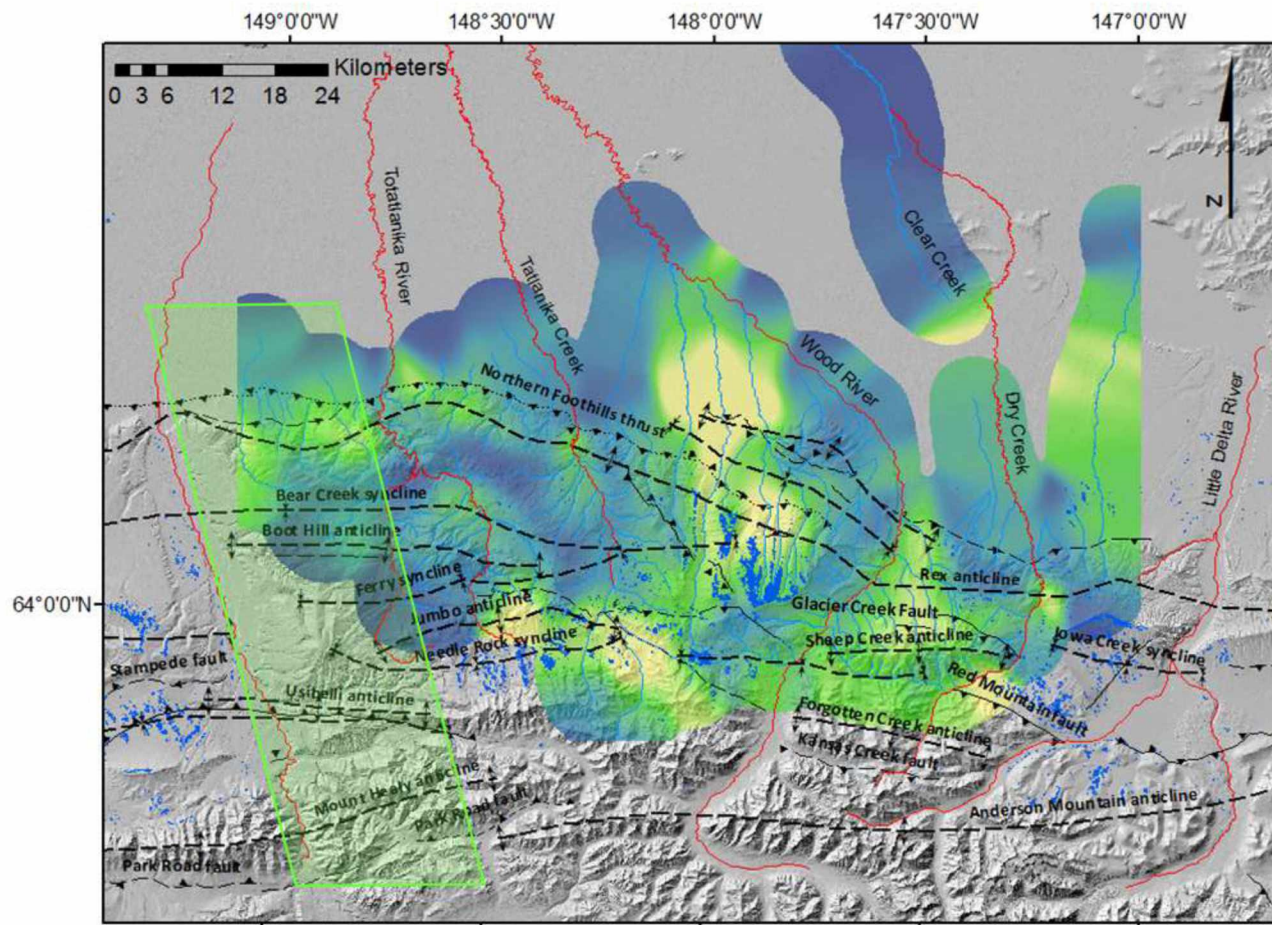 149°0'0"W 148°30'0"W 148°0'0"W 147°30'0"W 147°0'0"W
Kilometers
0 3 6 12 18 24
N
Totatlanika River
Tatlanika Creek
Clear Creek
Wood River
Dry Creek
Little Delta River
Northern Foothills thrust
Bear Creek syncline
Boot Hill anticline
Ferry syncline
Rex anticline
64°0'0"N
Jumbo anticline
Glacier Creek Fault
Needle Rock syncline
Sheep Creek anticline
Iowa Creek syncline
Stampede fault
Red Mountain fault
Usibelli anticline
Forgotten Creek anticline
Kansas Creek fault
Mount Healy anticline
Park Road fault
Anderson Mountain anticline
Park Road fault